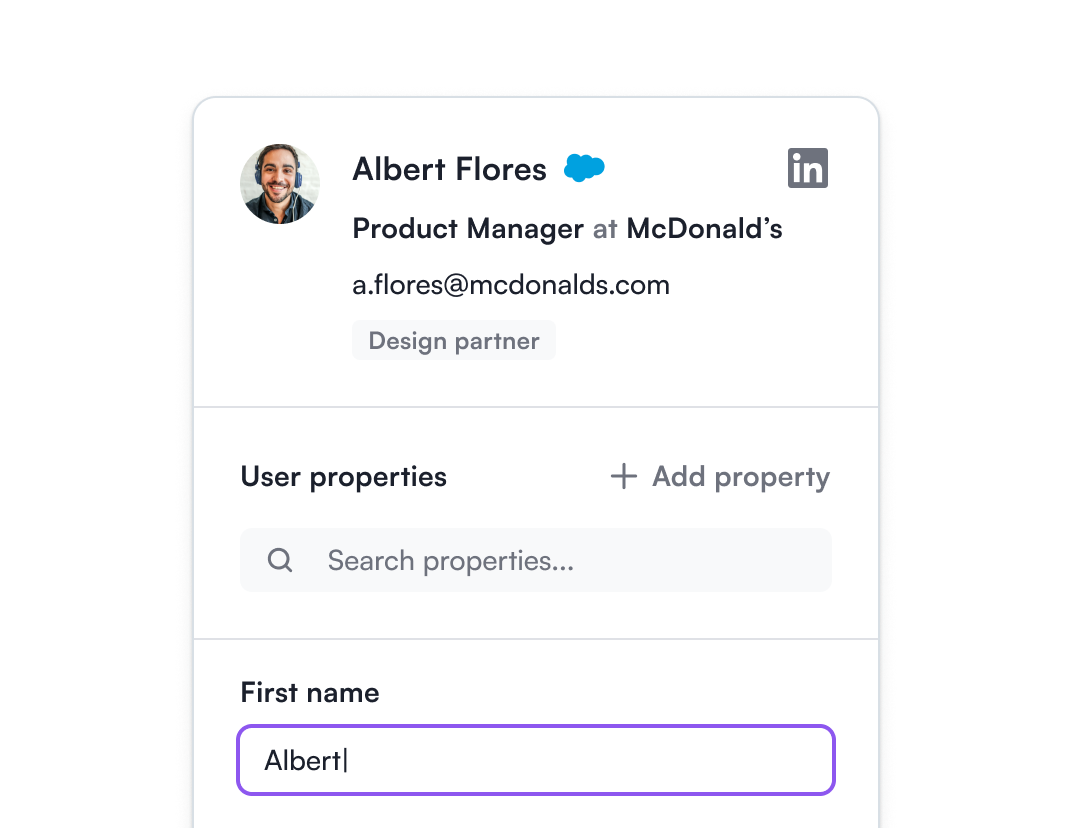 Albert Flores
in
Product Manager at McDonald’s
a.flores@mcdonalds.com
Design partner
User properties
Add property
Search properties...
First name
Albert